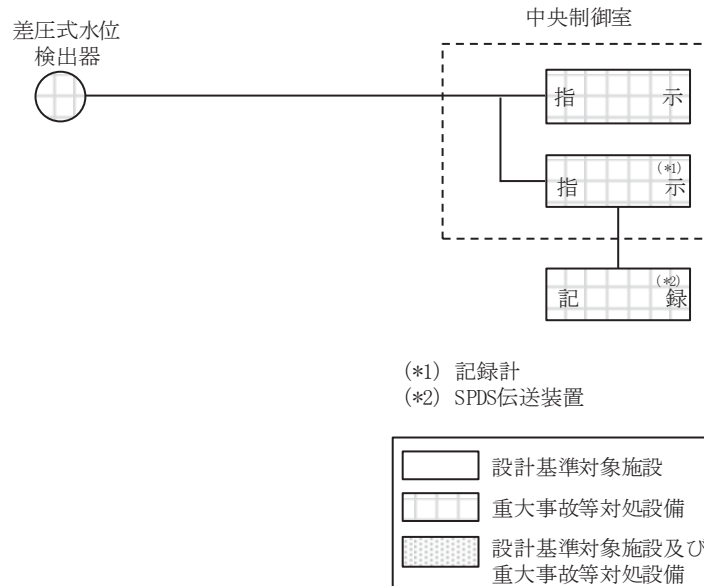 中央制御室
差圧式水位
検出器
指 示
指 示 (*1)
記 録 (*2)
(*1) 記録計
(*2) SPDS伝送装置
設計基準対象施設
重大事故等対処設備
設計基準対象施設及び
重大事故等対処設備